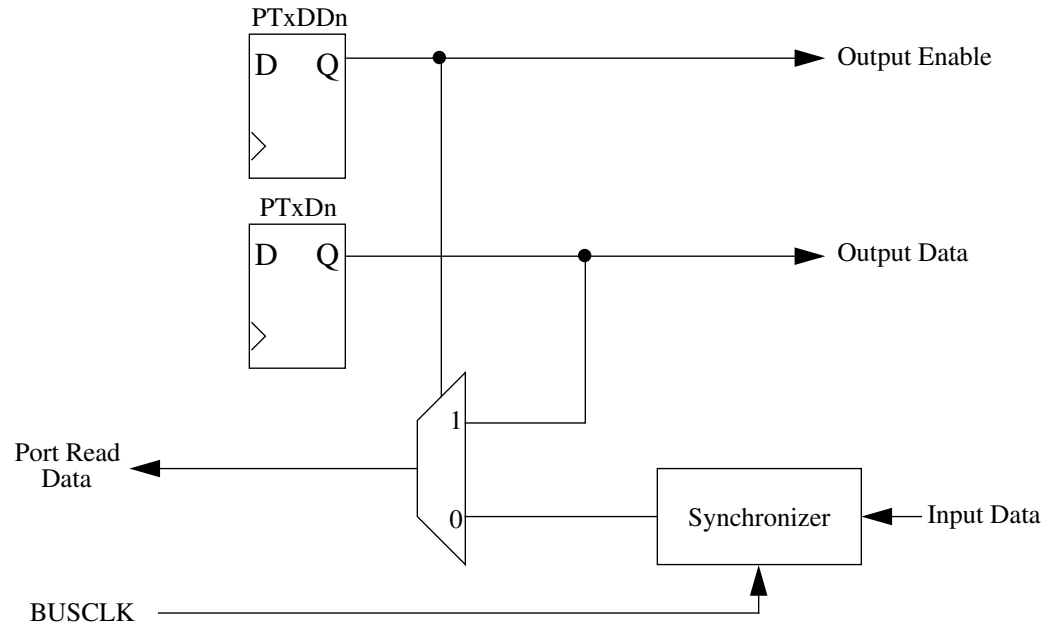 PTxDDn
D Q
Output Enable
PTxDn
D Q
Output Data
1
Port Read
Data
0
Synchronizer
Input Data
BUSCLK